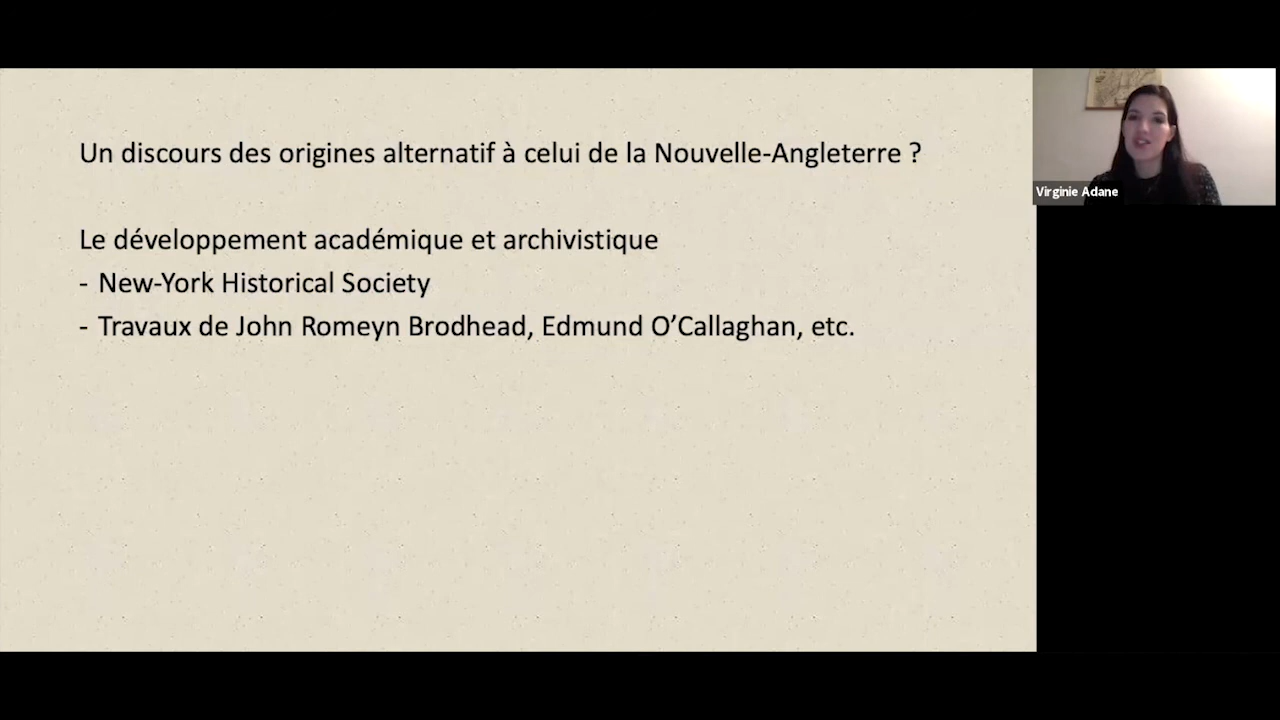 Un discours des origines alternatif à celui de la Nouvelle-Angleterre ?
Le développement académique et archivistique
- New-York Historical Society
- Travaux de John Romeyn Brodhead, Edmund O’Callaghan, etc.
Virginie Adane